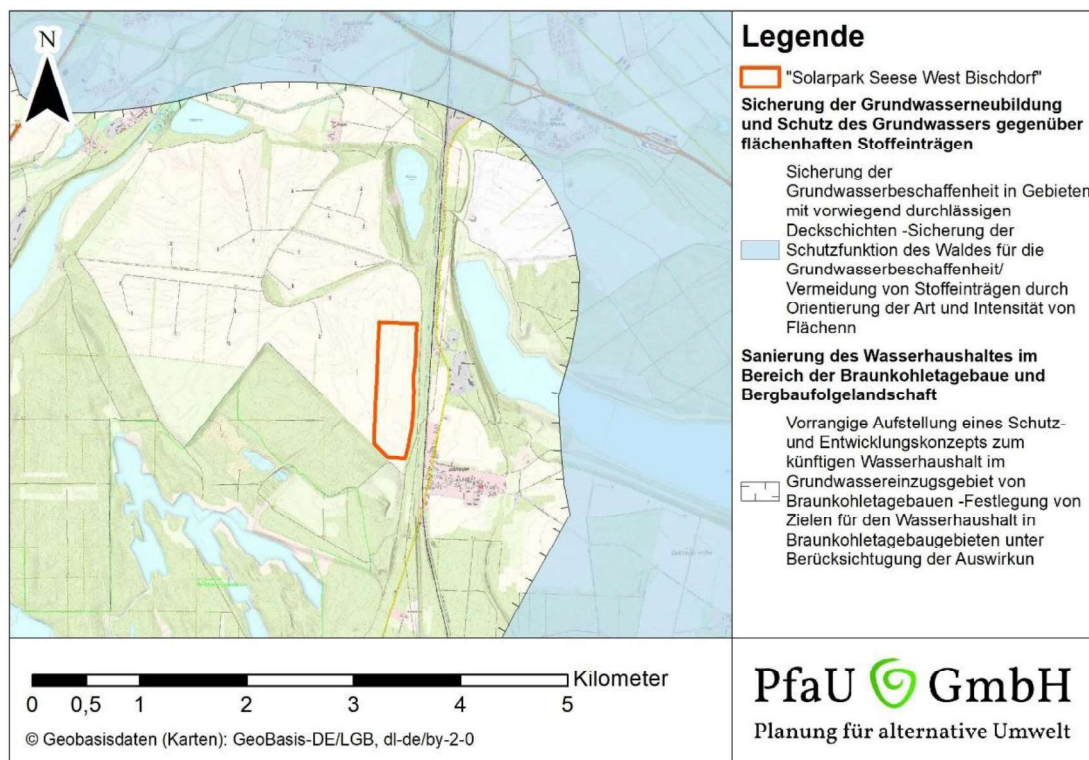 N
Legende
"Solarpark Seese West Bischdorf"
Sicherung der Grundwasserneubildung
und Schutz des Grundwassers gegenüber
flächenhaften Stoffeinträgen
Sicherung der
Grundwasserbeschaffenheit in Gebieten
mit vorwiegend durchlässigen
Deckschichten -Sicherung der
Schutzfunktion des Waldes für die
Grundwasserbeschaffenheit/
Vermeidung von Stoffeinträgen durch
Orientierung der Art und Intensität von
Flächenn
Sanierung des Wasserhaushaltes im
Bereich der Braunkohletagebaue und
Bergbaufolgelandschaft
Vorrangige Aufstellung eines Schutz-
und Entwicklungskonzepts zum
künftigen Wasserhaushalt im
Grundwassereinzugsgebiet von
Braunkohletagebauen -Festlegung von
Zielen für den Wasserhaushalt in
Braunkohletagebaugebieten unter
Berücksichtugung der Auswirkun
Kilometer
0 0,5 1 2 3 4 5
© Geobasisdaten (Karten): GeoBasis-DE/LGB, dl-de/by-2-0
PfaU GmbH
Planung für alternative Umwelt